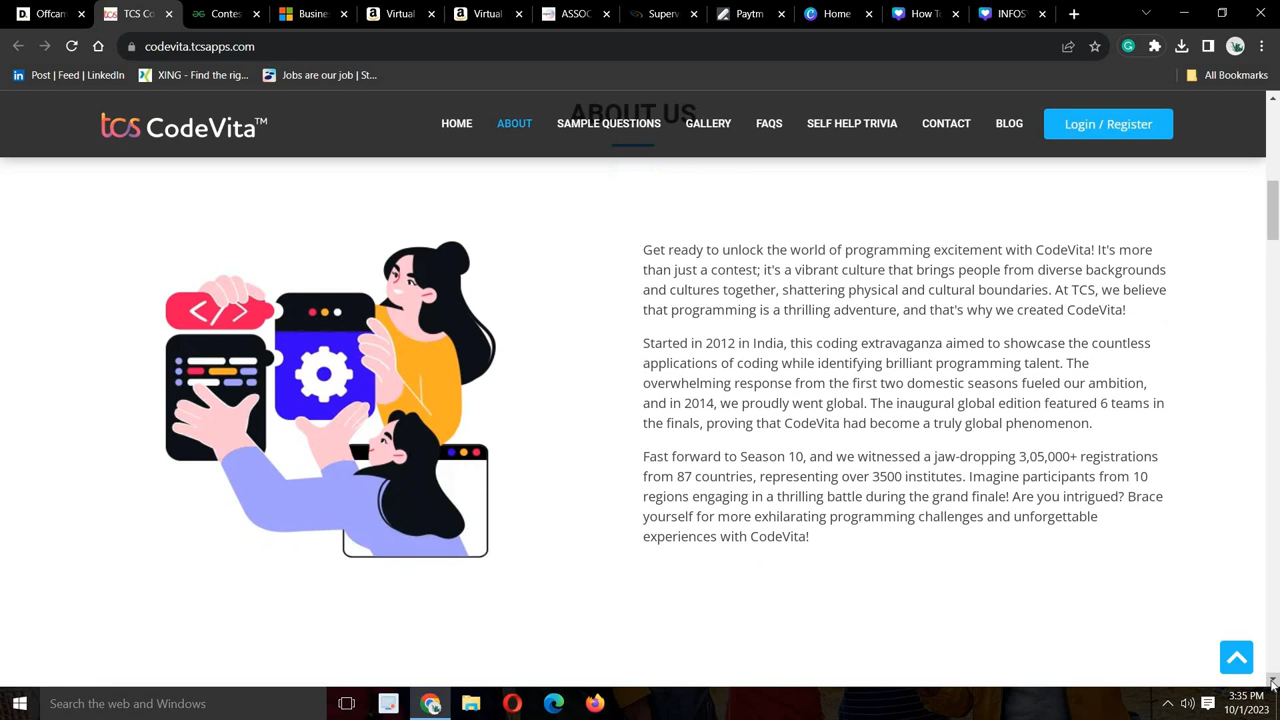 Offcam
TCS Co
Contes
Busine
Virtual
Virtual
ASSOC
Superv
Paytm
Home
How T
INFOS
codevita.tcsapps.com
Post | Feed | LinkedIn
XING - Find the rig...
Jobs are our job | St...
All Bookmarks
ABOUT US
tcs CodeVita™
HOME
ABOUT
SAMPLE QUESTIONS
GALLERY
FAQS
SELF HELP TRIVIA
CONTACT
BLOG
Login / Register
Get ready to unlock the world of programming excitement with CodeVita! It's more
than just a contest; it's a vibrant culture that brings people from diverse backgrounds
and cultures together, shattering physical and cultural boundaries. At TCS, we believe
that programming is a thrilling adventure, and that's why we created CodeVita!
Started in 2012 in India, this coding extravaganza aimed to showcase the countless
applications of coding while identifying brilliant programming talent. The
overwhelming response from the first two domestic seasons fueled our ambition,
and in 2014, we proudly went global. The inaugural global edition featured 6 teams in
the finals, proving that CodeVita had become a truly global phenomenon.
Fast forward to Season 10, and we witnessed a jaw-dropping 3,05,000+ registrations
from 87 countries, representing over 3500 institutes. Imagine participants from 10
regions engaging in a thrilling battle during the grand finale! Are you intrigued? Brace
yourself for more exhilarating programming challenges and unforgettable
experiences with CodeVita!
</>
Search the web and Windows
3:35 PM
10/1/2023